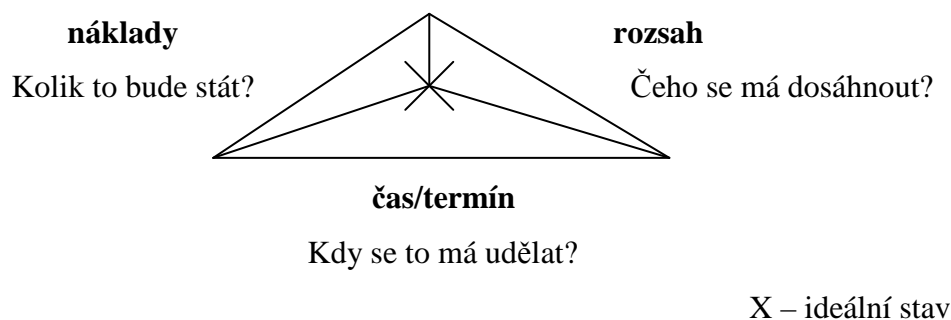 náklady
rozsah
Kolik to bude stát?
Čeho se má dosáhnout?
čas/termín
Kdy se to má udělat?
X – ideální stav